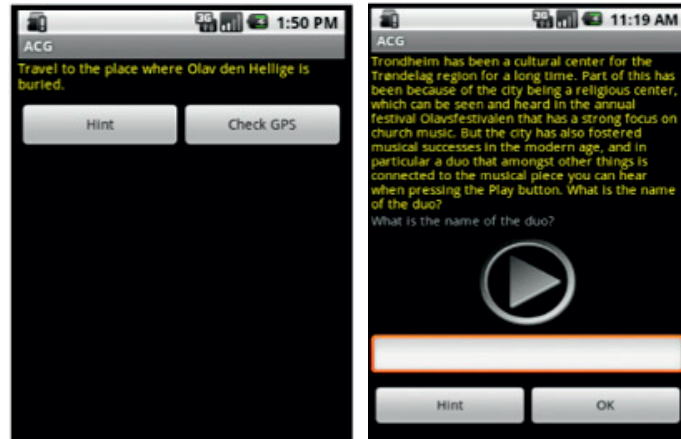 3G 1:50 PM
ACG
Travel to the place where Olav den Hellige is
buried.
Hint Check GPS
3G 11:19 AM
ACG
Trondheim has been a cultural center for the
Trøndelag region for a long time. Part of this has
been because of the city being a religious center,
which can be seen and heard in the annual
festival Olavsfestivalen that has a strong focus on
church music. But the city has also fostered
musical successes in the modern age, and in
particular a duo that amongst other things is
connected to the musical piece you can hear
when pressing the Play button. What is the name
of the duo?
What is the name of the duo?
Hint OK